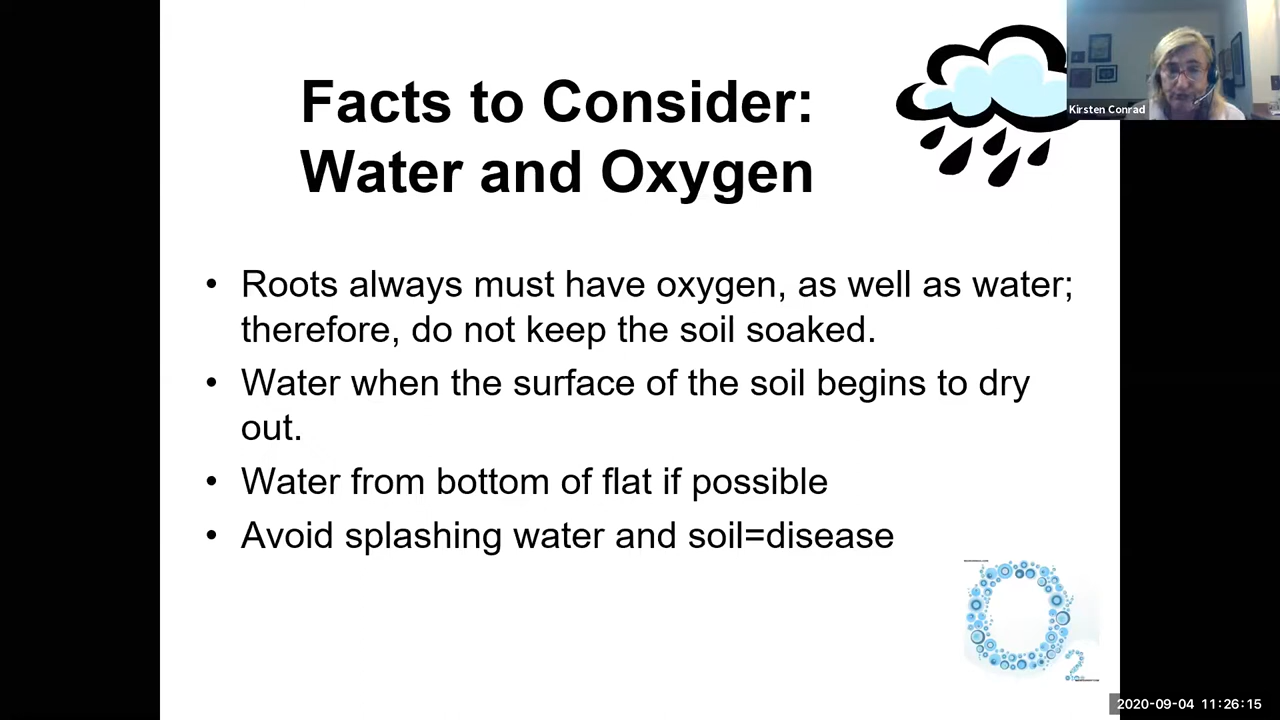 Facts to Consider:
Water and Oxygen
Kirsten Conrad
• Roots always must have oxygen, as well as water;
therefore, do not keep the soil soaked.
• Water when the surface of the soil begins to dry
out.
• Water from bottom of flat if possible
• Avoid splashing water and soil=disease
O2
2020-09-04 11:26:15